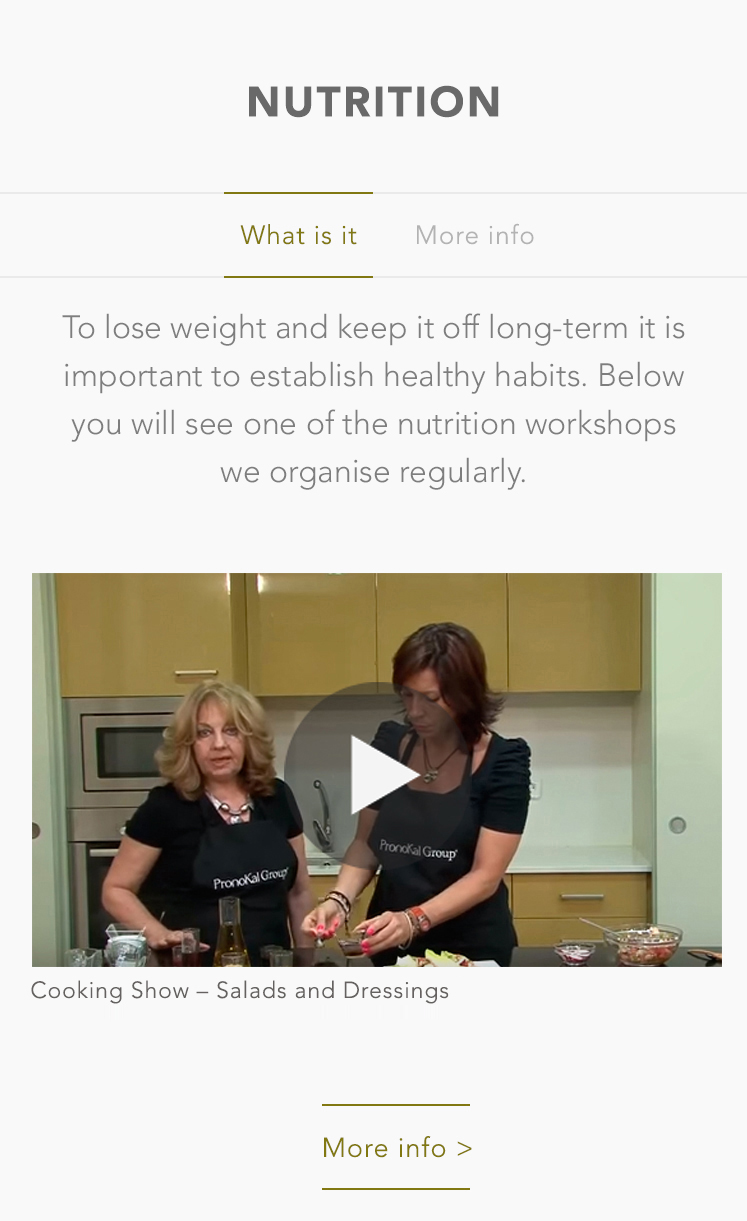 NUTRITION
What is it
More info
To lose weight and keep it off long-term it is
important to establish healthy habits. Below
you will see one of the nutrition workshops
we organise regularly.
PronoKal Group®
PronoKal Group®
Cooking Show – Salads and Dressings
More info >